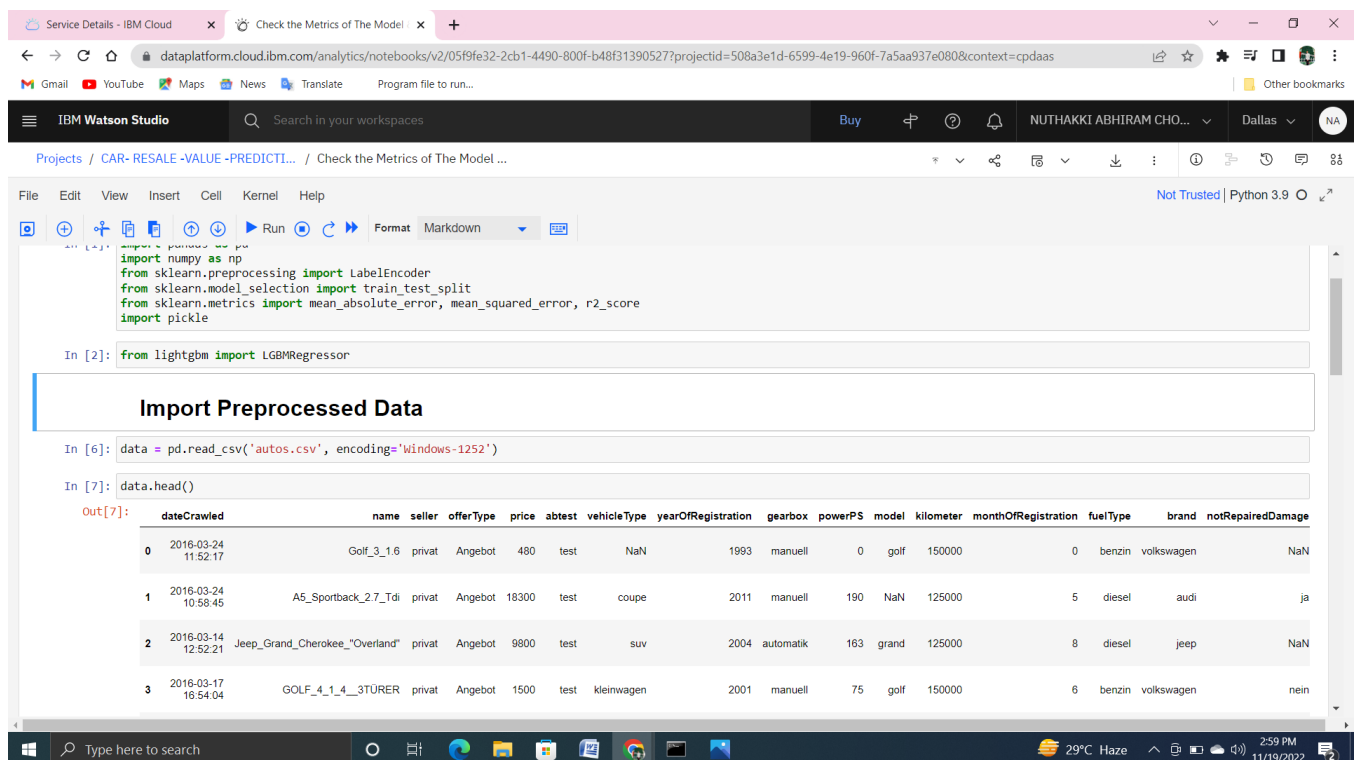 Service Details - IBM Cloud
Check the Metrics of The Model
dataplatform.cloud.ibm.com/analytics/notebooks/v2/05f9fe32-2cb1-4490-800f-b48f31390527?projectid=508a3e1d-6599-4e19-960f-7a5aa937e080&context=cpdaas
Gmail YouTube Maps News Translate Program file to run... Other bookmarks
IBM Watson Studio Search in your workspaces Buy NUTHAKKI ABHIRAM CHO... Dallas NA
Projects / CAR- RESALE -VALUE -PREDICTI... / Check the Metrics of The Model ...
File Edit View Insert Cell Kernel Help Not Trusted | Python 3.9
Run Format Markdown
In [1]: import pandas as pd
import numpy as np
from sklearn.preprocessing import LabelEncoder
from sklearn.model_selection import train_test_split
from sklearn.metrics import mean_absolute_error, mean_squared_error, r2_score
import pickle
In [2]: from lightgbm import LGBMRegressor
Import Preprocessed Data
In [6]: data = pd.read_csv('autos.csv', encoding='Windows-1252')
In [7]: data.head()
Out[7]:
dateCrawled name seller offerType price abtest vehicleType yearOfRegistration gearbox powerPS model kilometer monthOfRegistration fuelType brand notRepairedDamage
0 2016-03-24 11:52:17 Golf_3_1.6 privat Angebot 480 test NaN 1993 manuell 0 golf 150000 0 benzin volkswagen NaN
1 2016-03-24 10:58:45 A5_Sportback_2.7_Tdi privat Angebot 18300 test coupe 2011 manuell 190 NaN 125000 5 diesel audi ja
2 2016-03-14 12:52:21 Jeep_Grand_Cherokee_"Overland" privat Angebot 9800 test suv 2004 automatik 163 grand 125000 8 diesel jeep NaN
3 2016-03-17 16:54:04 GOLF_4_1_4__3TÜRER privat Angebot 1500 test kleinwagen 2001 manuell 75 golf 150000 6 benzin volkswagen nein
Type here to search 29°C Haze 2:59 PM
11/19/2022